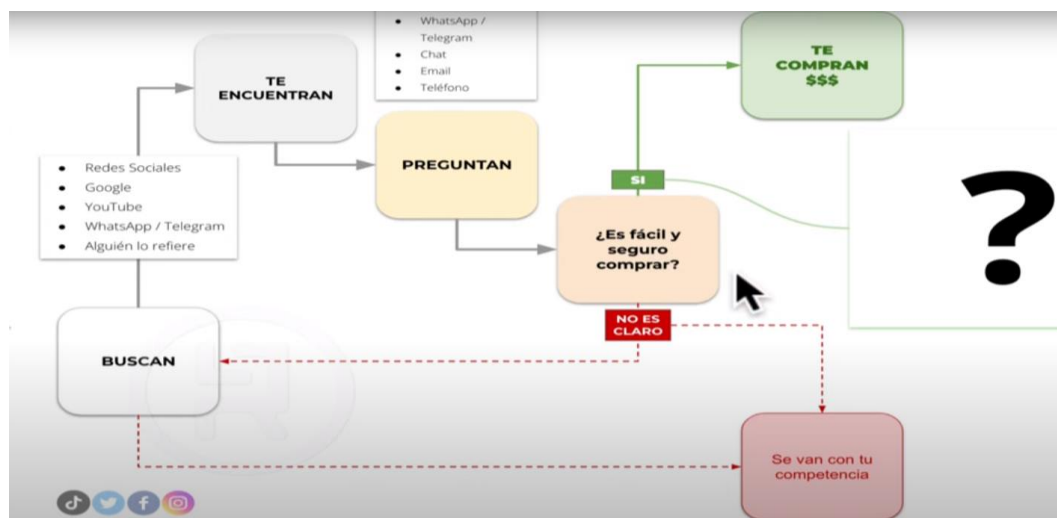 WhatsApp /
Telegram
Chat
Email
Teléfono
TE
ENCUENTRAN
TE
COMPRAN
$$$
Redes Sociales
Google
YouTube
WhatsApp / Telegram
Alguién lo refiere
PREGUNTAN
SI
¿Es fácil y
seguro
comprar?
?
NO ES
CLARO
BUSCAN
Se van con tu
competencia